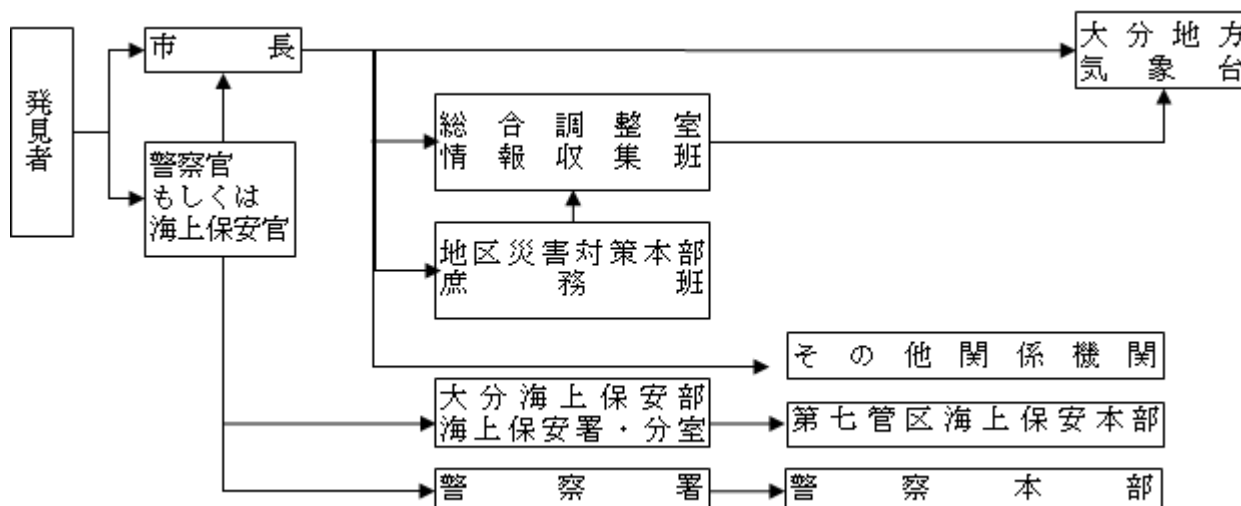 発見者
市長
大分地方
気象台
総合調整室
情報収集班
警察官
もしくは
海上保安官
地区災害対策本部
庶務班
その他関係機関
大分海上保安部
海上保安署・分室
第七管区海上保安本部
警察署
警察本部